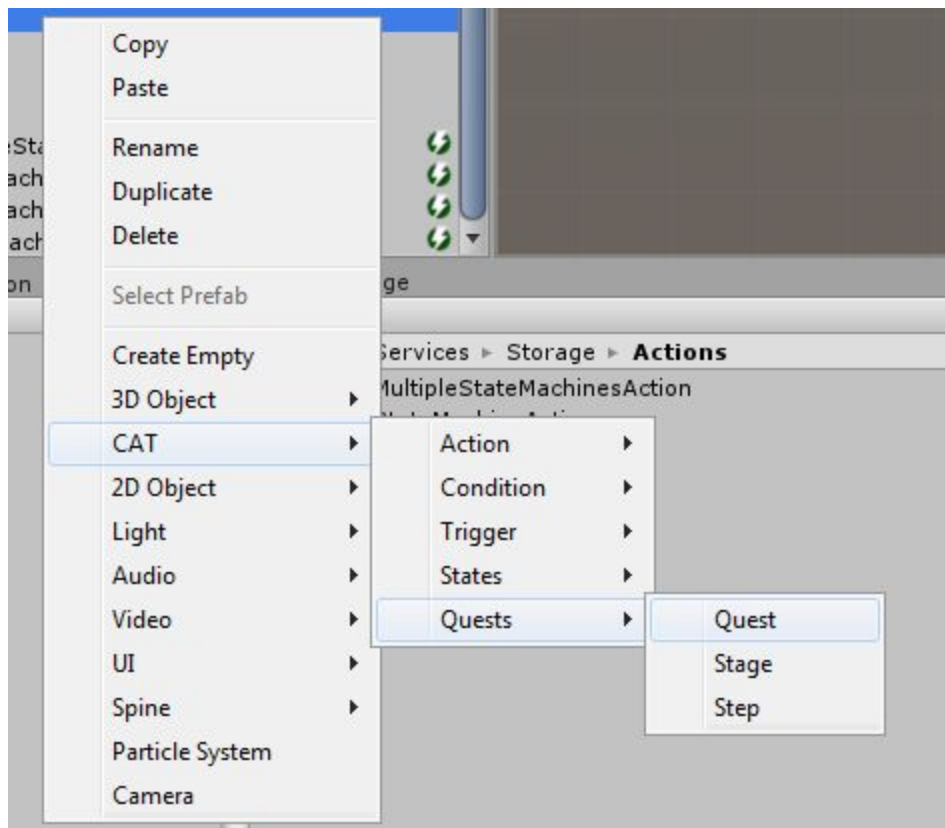 Copy
Paste
Rename
Duplicate
Delete
Select Prefab
Create Empty
3D Object
CAT
2D Object
Light
Audio
Video
UI
Spine
Particle System
Camera
Action
Condition
Trigger
States
Quests
Quest
Stage
Step
Services Storage Actions
MultipleStateMachinesAction